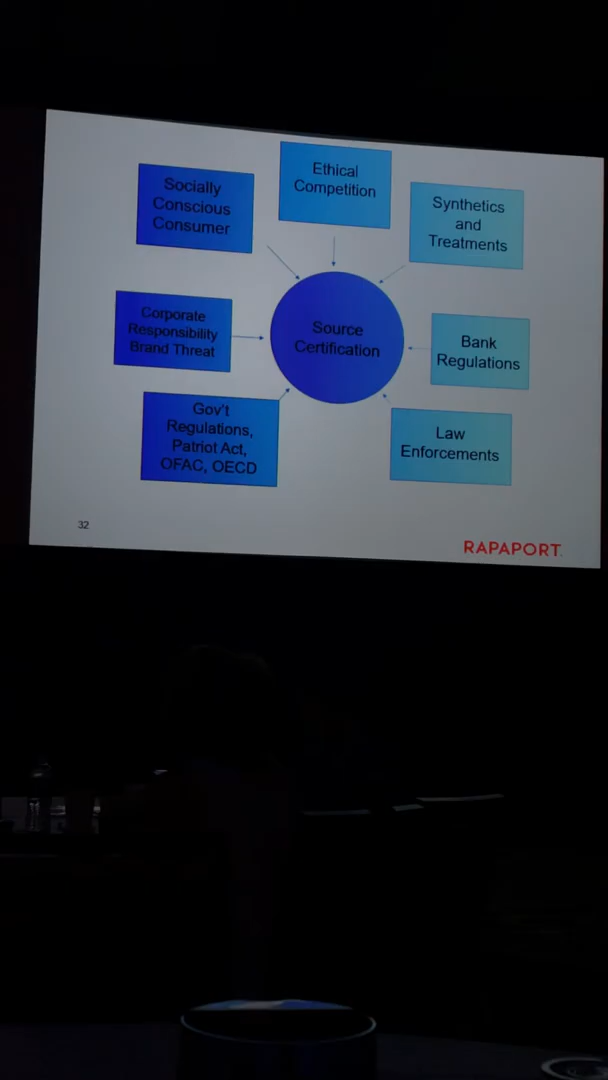 Ethical
Competition
Socially
Conscious
Consumer
Synthetics
and
Treatments
Corporate
Responsibility
Brand Threat
Source
Certification
Bank
Regulations
Gov't
Regulations,
Patriot Act,
OFAC, OECD
Law
Enforcements
32
RAPAPORT